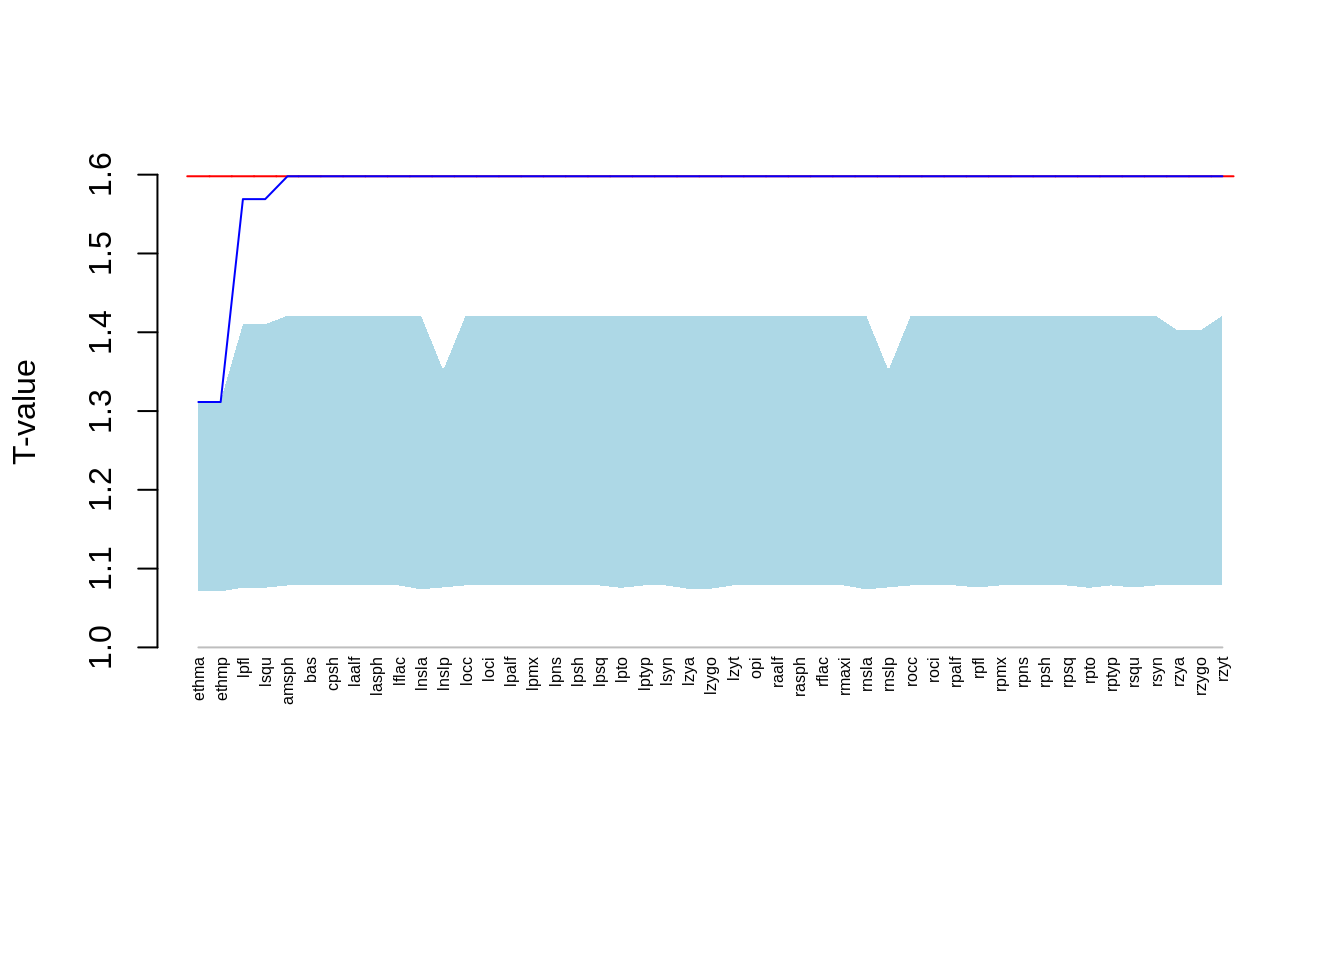 T-value
1.6
1.5
1.4
1.3
1.2
1.1
1.0
ethma
ethmp
lpfl
lsqu
amsph
bas
cpsh
laalf
lasph
lflac
lnsla
lnslp
locc
loci
lpalf
lpmx
lpns
lpsh
lpsq
lpto
lptyp
lsyn
lzya
lzygo
lzyt
opi
raalf
rasph
rflac
rmaxi
rnsla
rnslp
rocc
roci
rpalf
rpfl
rpmx
rpns
rpsh
rpsq
rpto
rptyp
rsqu
rsyn
rzya
rzygo
rzyt